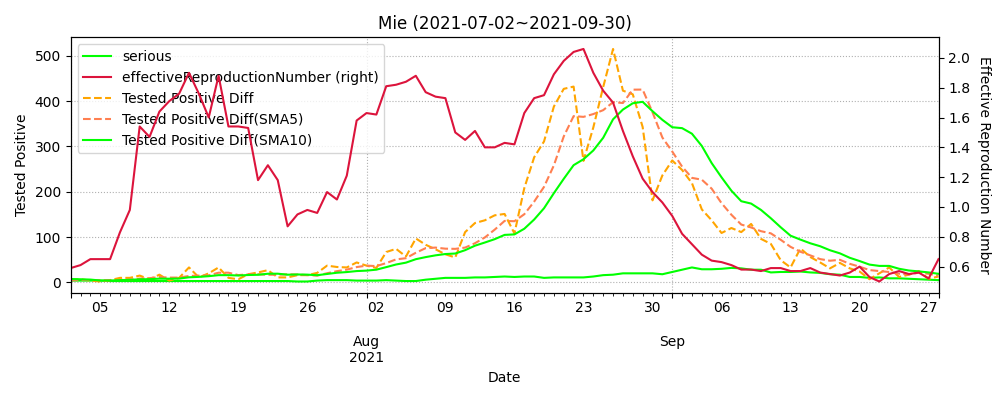 Mie (2021-07-02~2021-09-30)
serious
effectiveReproductionNumber (right)
Tested Positive Diff
Tested Positive Diff(SMA5)
Tested Positive Diff(SMA10)
Tested Positive
500
400
300
200
100
0
Effective Reproduction Number
2.0
1.8
1.6
1.4
1.2
1.0
0.8
0.6
05 12 19 26 02 09 16 23 30 06 13 20 27
Aug Sep
2021
Date